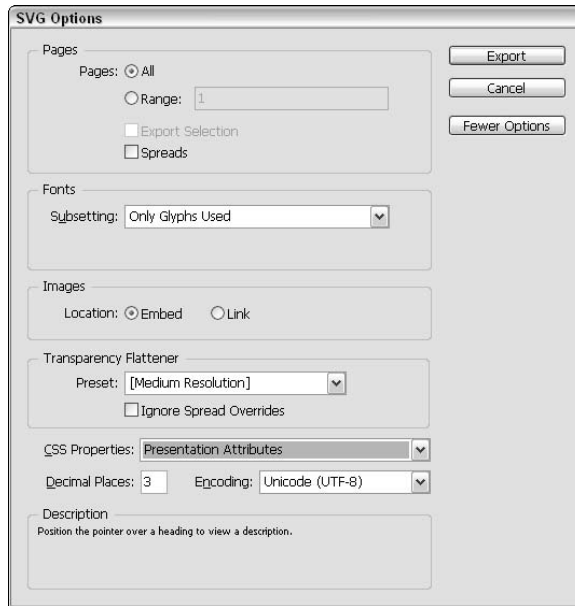 SVG Options
Pages
Pages: All
Range: 1
Export Selection
Spreads
Export
Cancel
Fewer Options
Fonts
Subsetting: Only Glyphs Used
Images
Location: Embed Link
Transparency Flattener
Preset: [Medium Resolution]
Ignore Spread Overrides
CSS Properties: Presentation Attributes
Decimal Places: 3 Encoding: Unicode (UTF-8)
Description
Position the pointer over a heading to view a description.